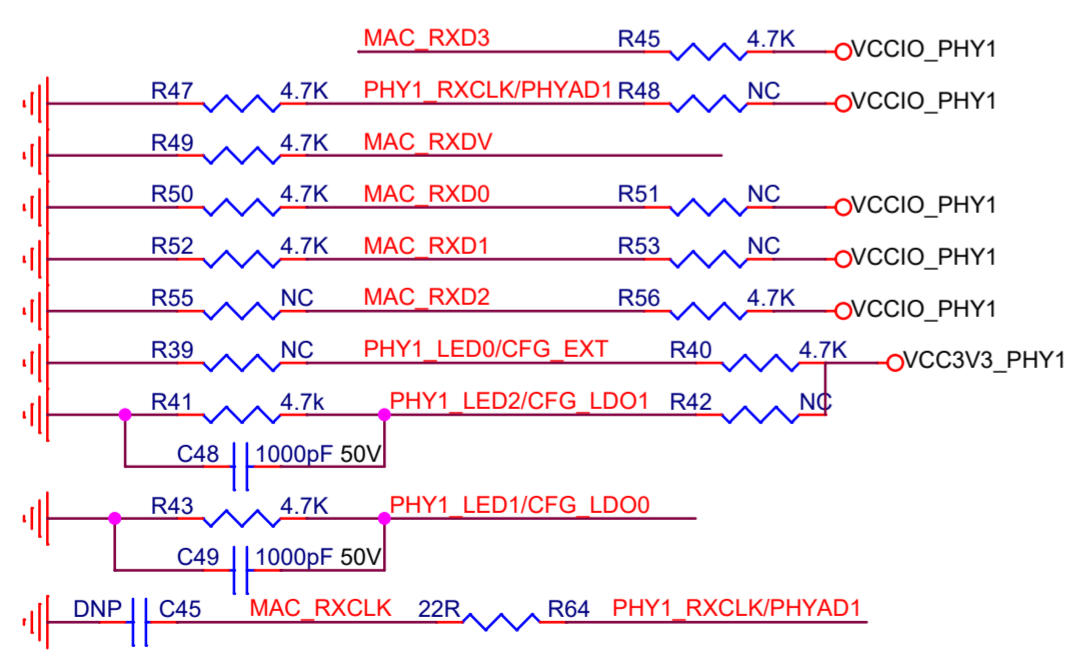 MAC_RXD3 R45 4.7K VCCIO_PHY1
R47 4.7K PHY1_RXCLK/PHYAD1 R48 NC VCCIO_PHY1
R49 4.7K MAC_RXDV
R50 4.7K MAC_RXD0 R51 NC VCCIO_PHY1
R52 4.7K MAC_RXD1 R53 NC VCCIO_PHY1
R55 NC MAC_RXD2 R56 4.7K VCCIO_PHY1
R39 NC PHY1_LED0/CFG_EXT R40 4.7K VCC3V3_PHY1
R41 4.7k PHY1_LED2/CFG_LDO1 R42 NC
C48 1000pF 50V
R43 4.7K PHY1_LED1/CFG_LDO0
C49 1000pF 50V
DNP C45 MAC_RXCLK 22R R64 PHY1_RXCLK/PHYAD1